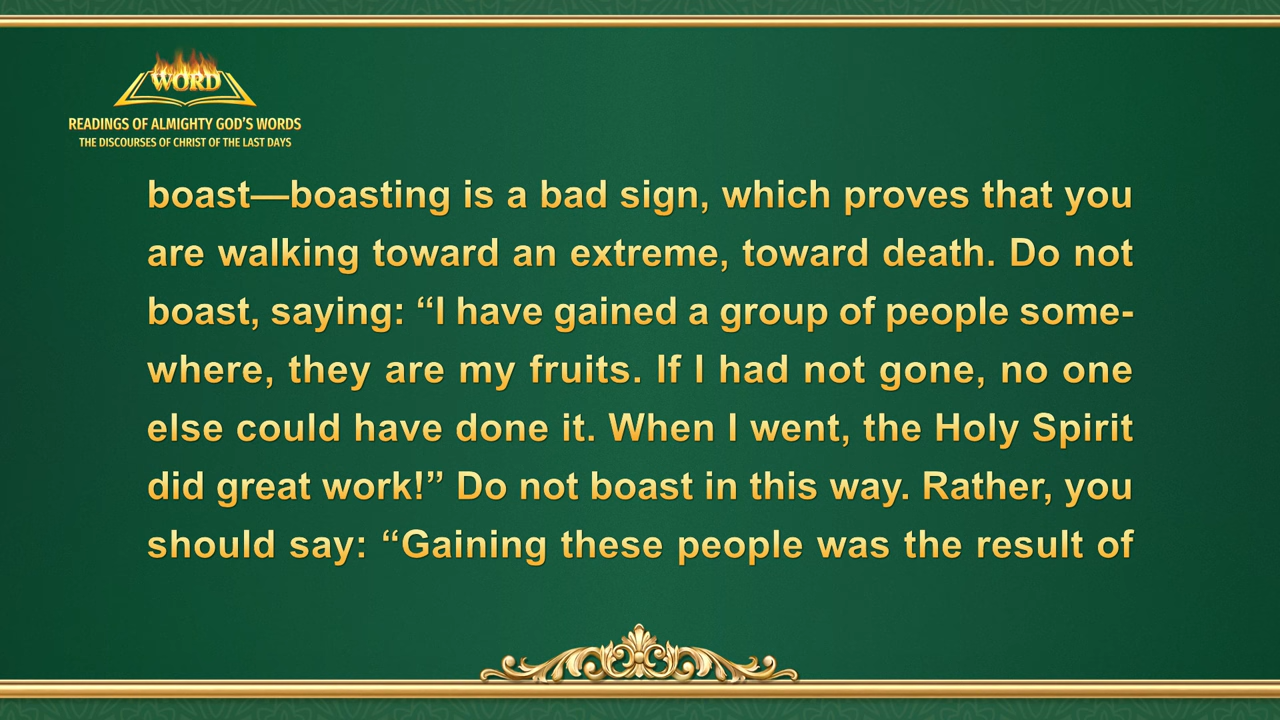 WORD
READINGS OF ALMIGHTY GOD'S WORDS
THE DISCOURSES OF CHRIST OF THE LAST DAYS
boast—boasting is a bad sign, which proves that you
are walking toward an extreme, toward death. Do not
boast, saying: “I have gained a group of people some-
where, they are my fruits. If I had not gone, no one
else could have done it. When I went, the Holy Spirit
did great work!” Do not boast in this way. Rather, you
should say: “Gaining these people was the result of